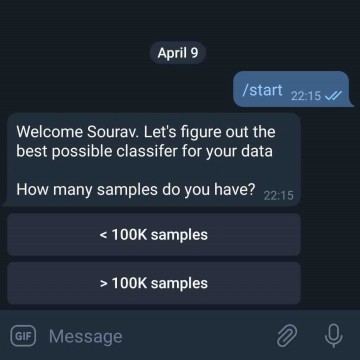 April 9
/start 22:15
Welcome Sourav. Let's figure out the
best possible classifer for your data
How many samples do you have? 22:15
< 100K samples
> 100K samples
GIF Message